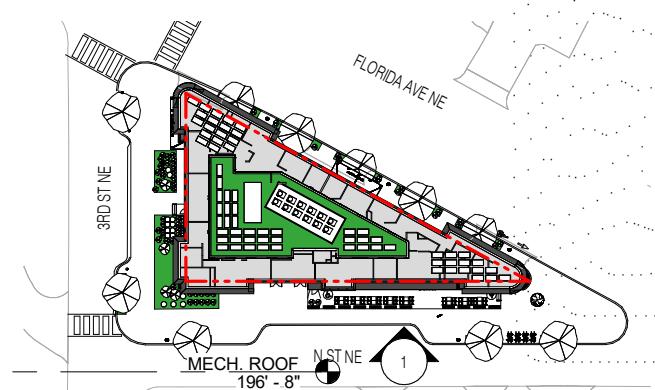 FLORIDA AVE NE
3RD ST NE
N ST NE
MECH. ROOF
196' - 8"
1